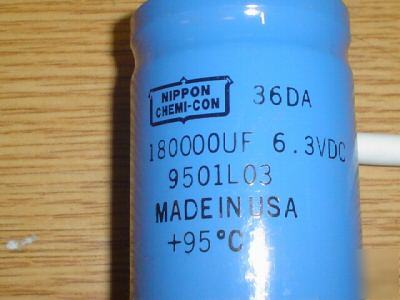 NIPPON
CHEMI-CON
36DA
180000UF 6.3VDC
9501L03
MADE IN USA
+95°C